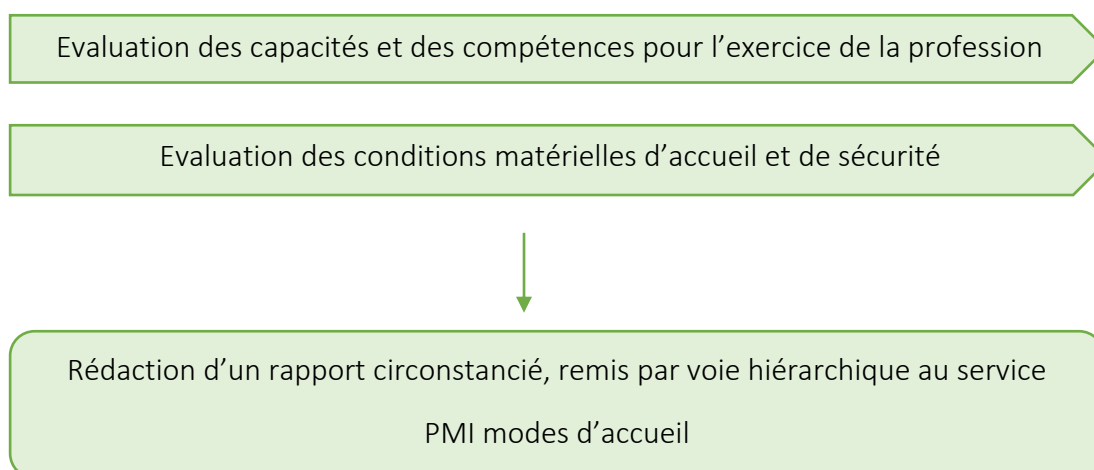 Evaluation des capacités et des compétences pour l’exercice de la profession
Evaluation des conditions matérielles d’accueil et de sécurité
Rédaction d’un rapport circonstancié, remis par voie hiérarchique au service
PMI modes d’accueil